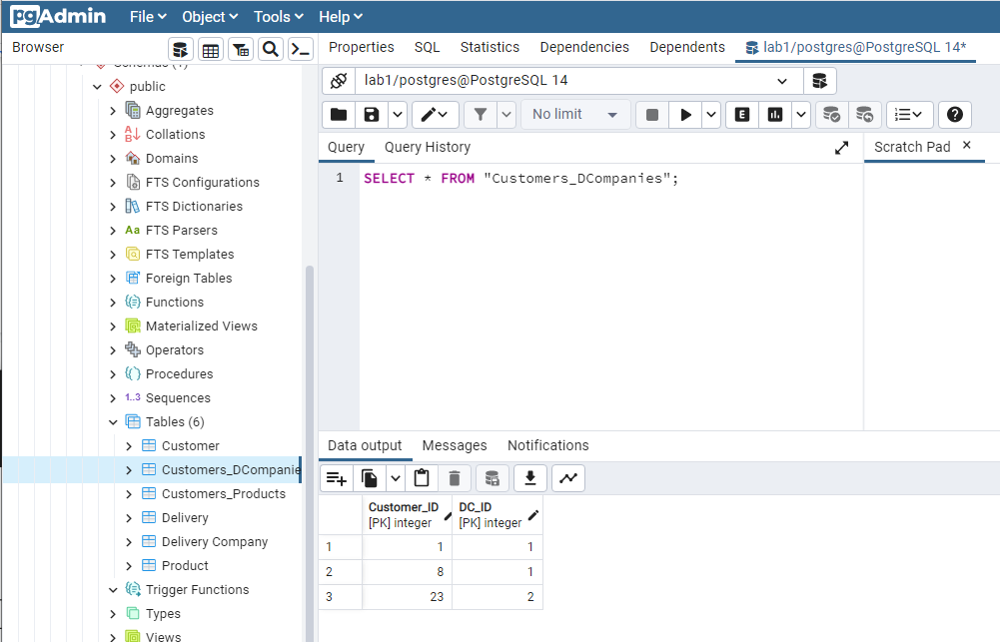 pgAdmin File Object Tools Help
Browser
Properties SQL Statistics Dependencies Dependents lab1/postgres@PostgreSQL 14*
Schemas (1)
public
Aggregates
Collations
Domains
FTS Configurations
FTS Dictionaries
Aa FTS Parsers
FTS Templates
Foreign Tables
Functions
Materialized Views
Operators
Procedures
1..3 Sequences
Tables (6)
Customer
Customers_DCompanie
Customers_Products
Delivery
Delivery Company
Product
Trigger Functions
Types
Views
lab1/postgres@PostgreSQL 14
No limit E
Query Query History Scratch Pad
1 SELECT * FROM "Customers_DCompanies";
Data output Messages Notifications
Customer_ID DC_ID
[PK] integer [PK] integer
1 1 1
2 8 1
3 23 2